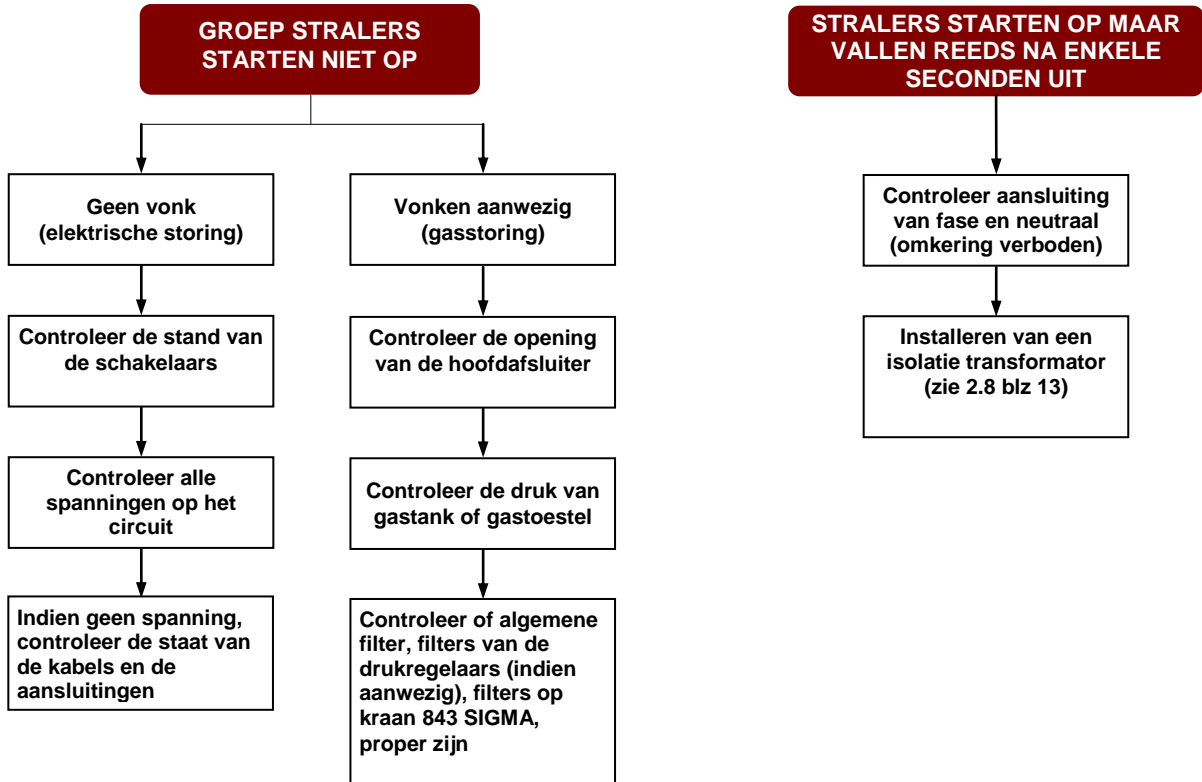 GROEP STRALERS
STARTEN NIET OP
Geen vonk
(elektrische storing)
Controleer de stand van
de schakelaars
Controleer alle
spanningen op het
circuit
Indien geen spanning,
controleer de staat van
de kabels en de
aansluitingen
Vonken aanwezig
(gasstoring)
Controleer de opening
van de hoofdafsluiter
Controleer de druk van
gastank of gastoestel
Controleer of algemene
filter, filters van de
drukregelaars (indien
aanwezig), filters op
kraan 843 SIGMA,
proper zijn
STRALERS STARTEN OP MAAR
VALLEN REEDS NA ENKELE
SECONDEN UIT
Controleer aansluiting
van fase en neutraal
(omkering verboden)
Installeren van een
isolatie transformator
(zie 2.8 blz 13)